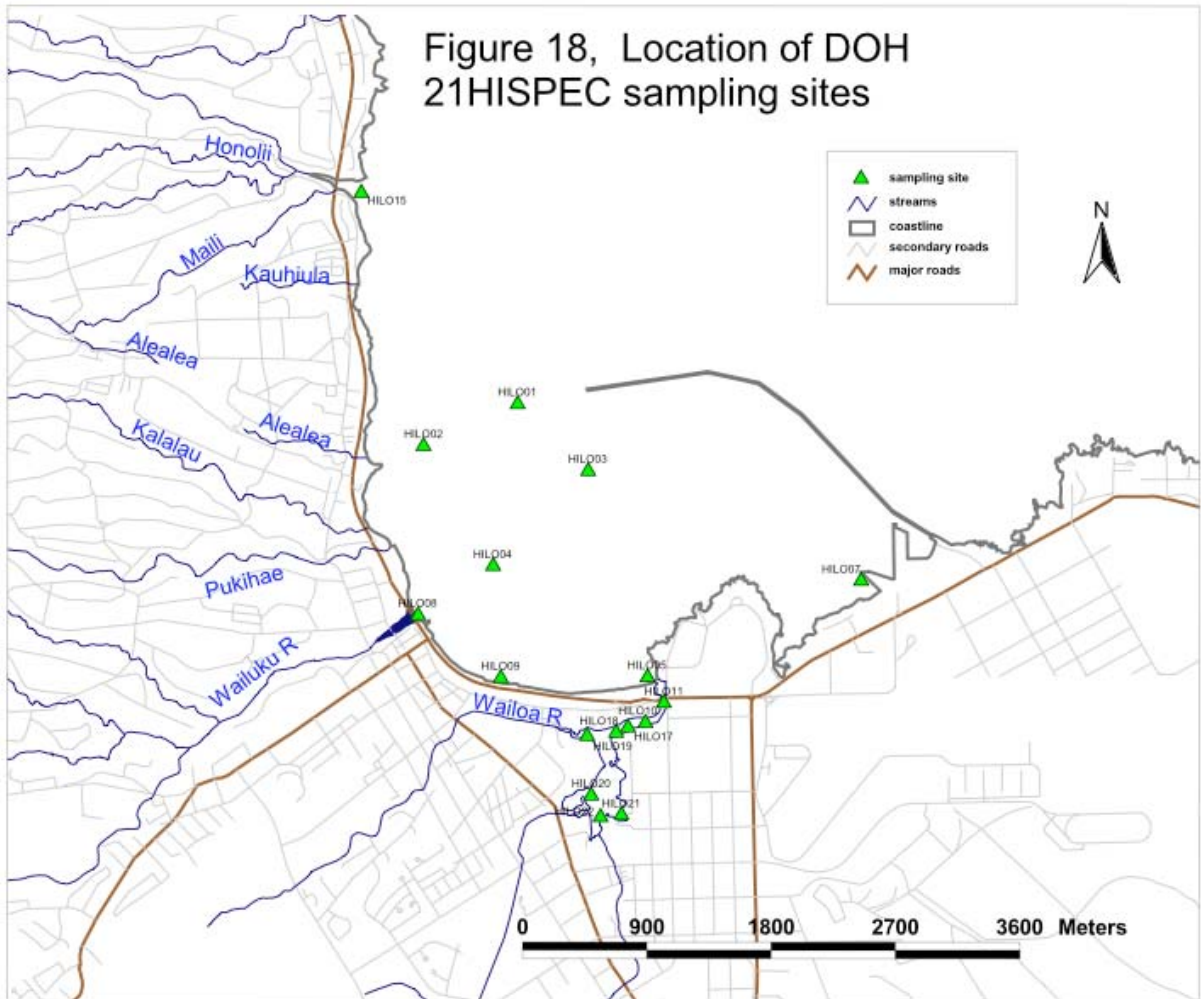 Figure 18, Location of DOH
21HISPEC sampling sites
Honolii
HILO15
sampling site
streams
coastline
secondary roads
major roads
N
Maili
Kauhiula
Alealea
HILO01
Alealea
HILO02
Kalalau
HILO03
HILO04
HILO07
Pukihae
HILO08
Wailuku R
HILO09
HILO05
HILO11
Wailoa R
HILO18
HILO10
HILO17
HILO19
HILO20
HILO21
0 900 1800 2700 3600 Meters